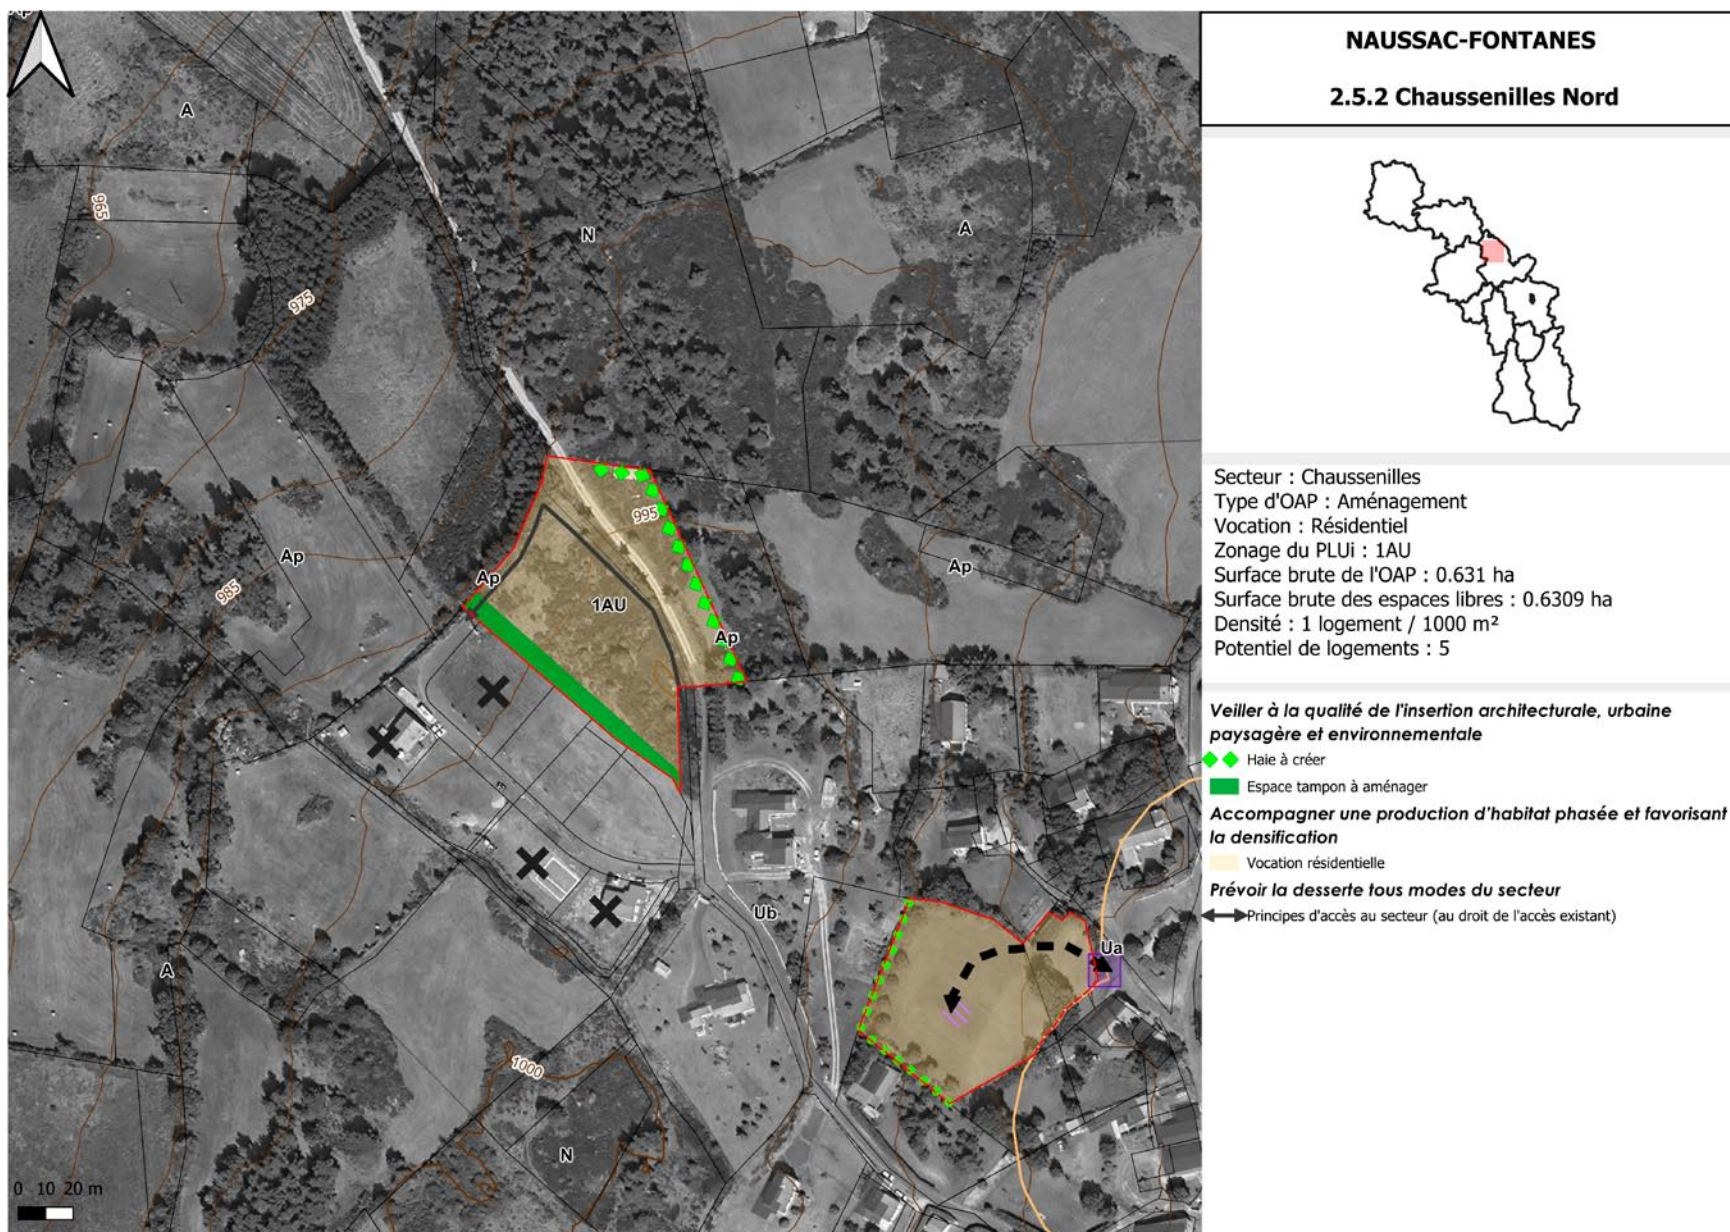 NAUSSAC-FONTANES
2.5.2 Chaussenilles Nord
Secteur : Chaussenilles
Type d'OAP : Aménagement
Vocation : Résidentiel
Zonage du PLUi : 1AU
Surface brute de l'OAP : 0.631 ha
Surface brute des espaces libres : 0.6309 ha
Densité : 1 logement / 1000 m²
Potentiel de logements : 5
Veiller à la qualité de l'insertion architecturale, urbaine
paysagère et environnementale
Haie à créer
Espace tampon à aménager
Accompagner une production d'habitat phasée et favorisant
la densification
Vocation résidentielle
Prévoir la desserte tous modes du secteur
Principes d'accès au secteur (au droit de l'accès existant)
Ap
A
965
N
A
975
995
Ap
985
Ap
1AU
Ap
Ap
Ub
Ua
A
1000
N
0 10 20 m